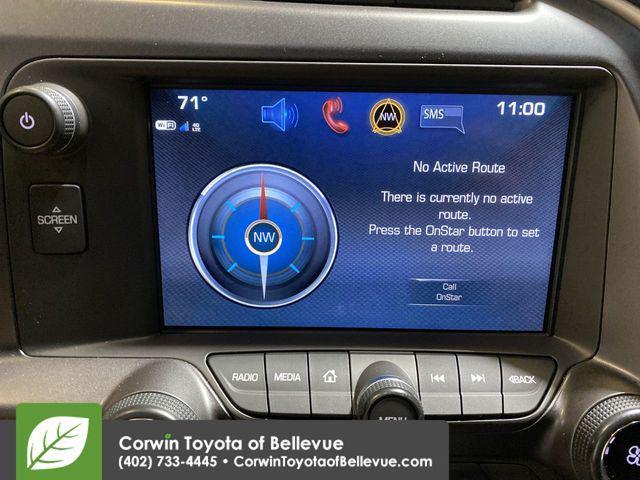 71°
NW
SMS
11:00
Wi Fi
4G
LTE
No Active Route
There is currently no active
route.
Press the OnStar button to set
a route.
NW
Call
OnStar
SCREEN
RADIO
MEDIA
BACK
MENU
Corwin Toyota of Bellevue
(402) 733-4445 • CorwinToyotaofBellevue.com